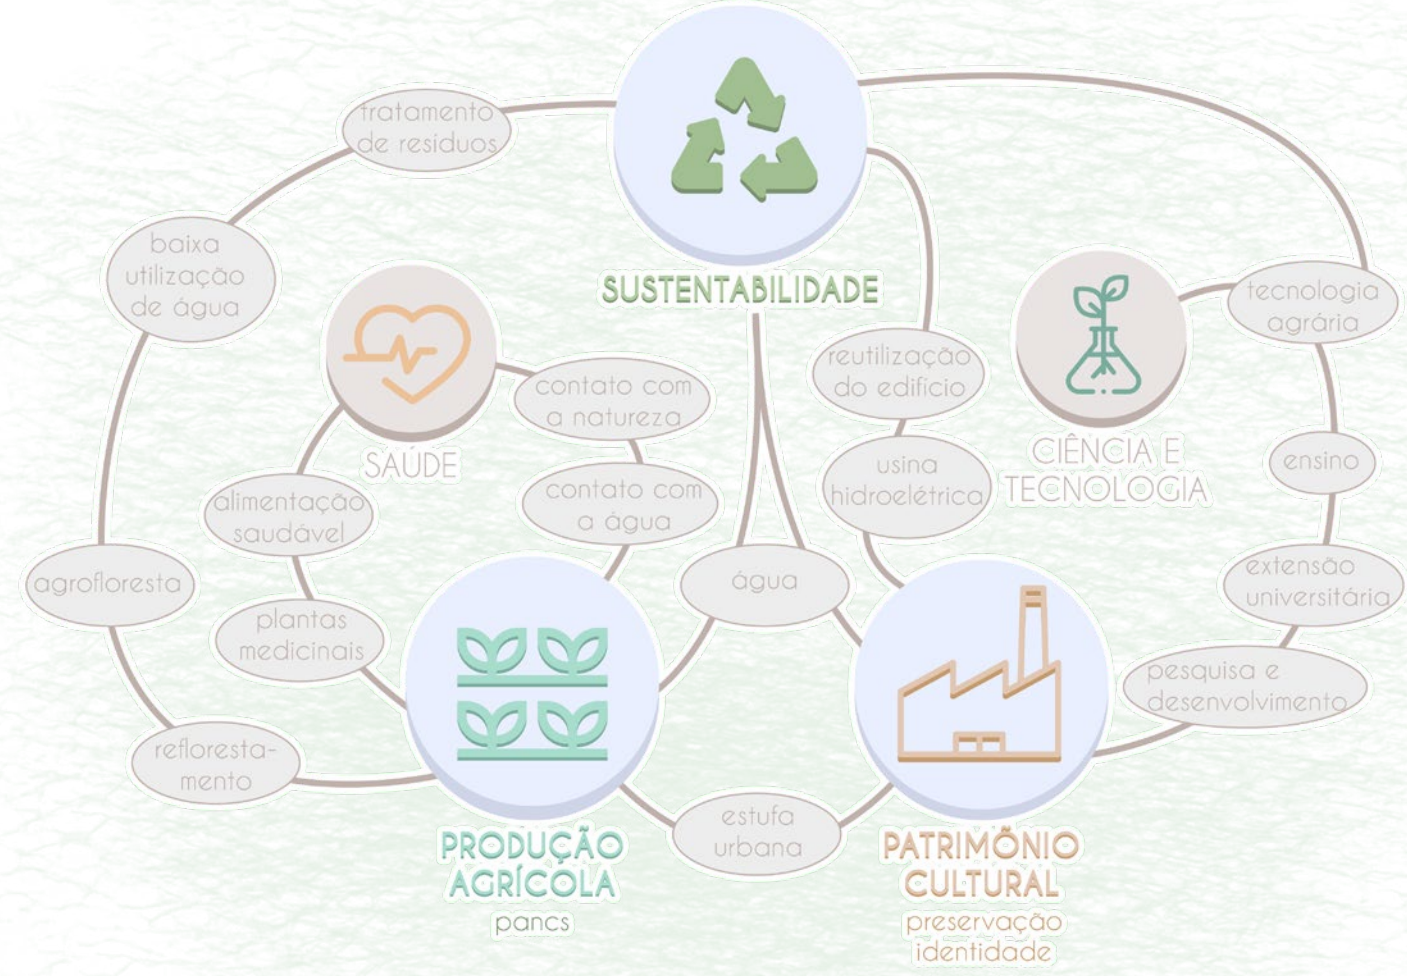 tratamento
de resíduos
baixa
utilização
de água
SUSTENTABILIDADE
tecnologia
agrária
reutilização
do edifício
contato com
a natureza
SAÚDE
CIÊNCIA E
TECNOLOGIA
ensino
usina
hidroelétrica
alimentação
saudável
contato com
a água
agrofloresta
água
extensão
universitária
plantas
medicinais
pesquisa e
desenvolvimento
refloresta-
mento
estufa
urbana
PRODUÇÃO
AGRÍCOLA
pancs
PATRIMÔNIO
CULTURAL
preservação
identidade